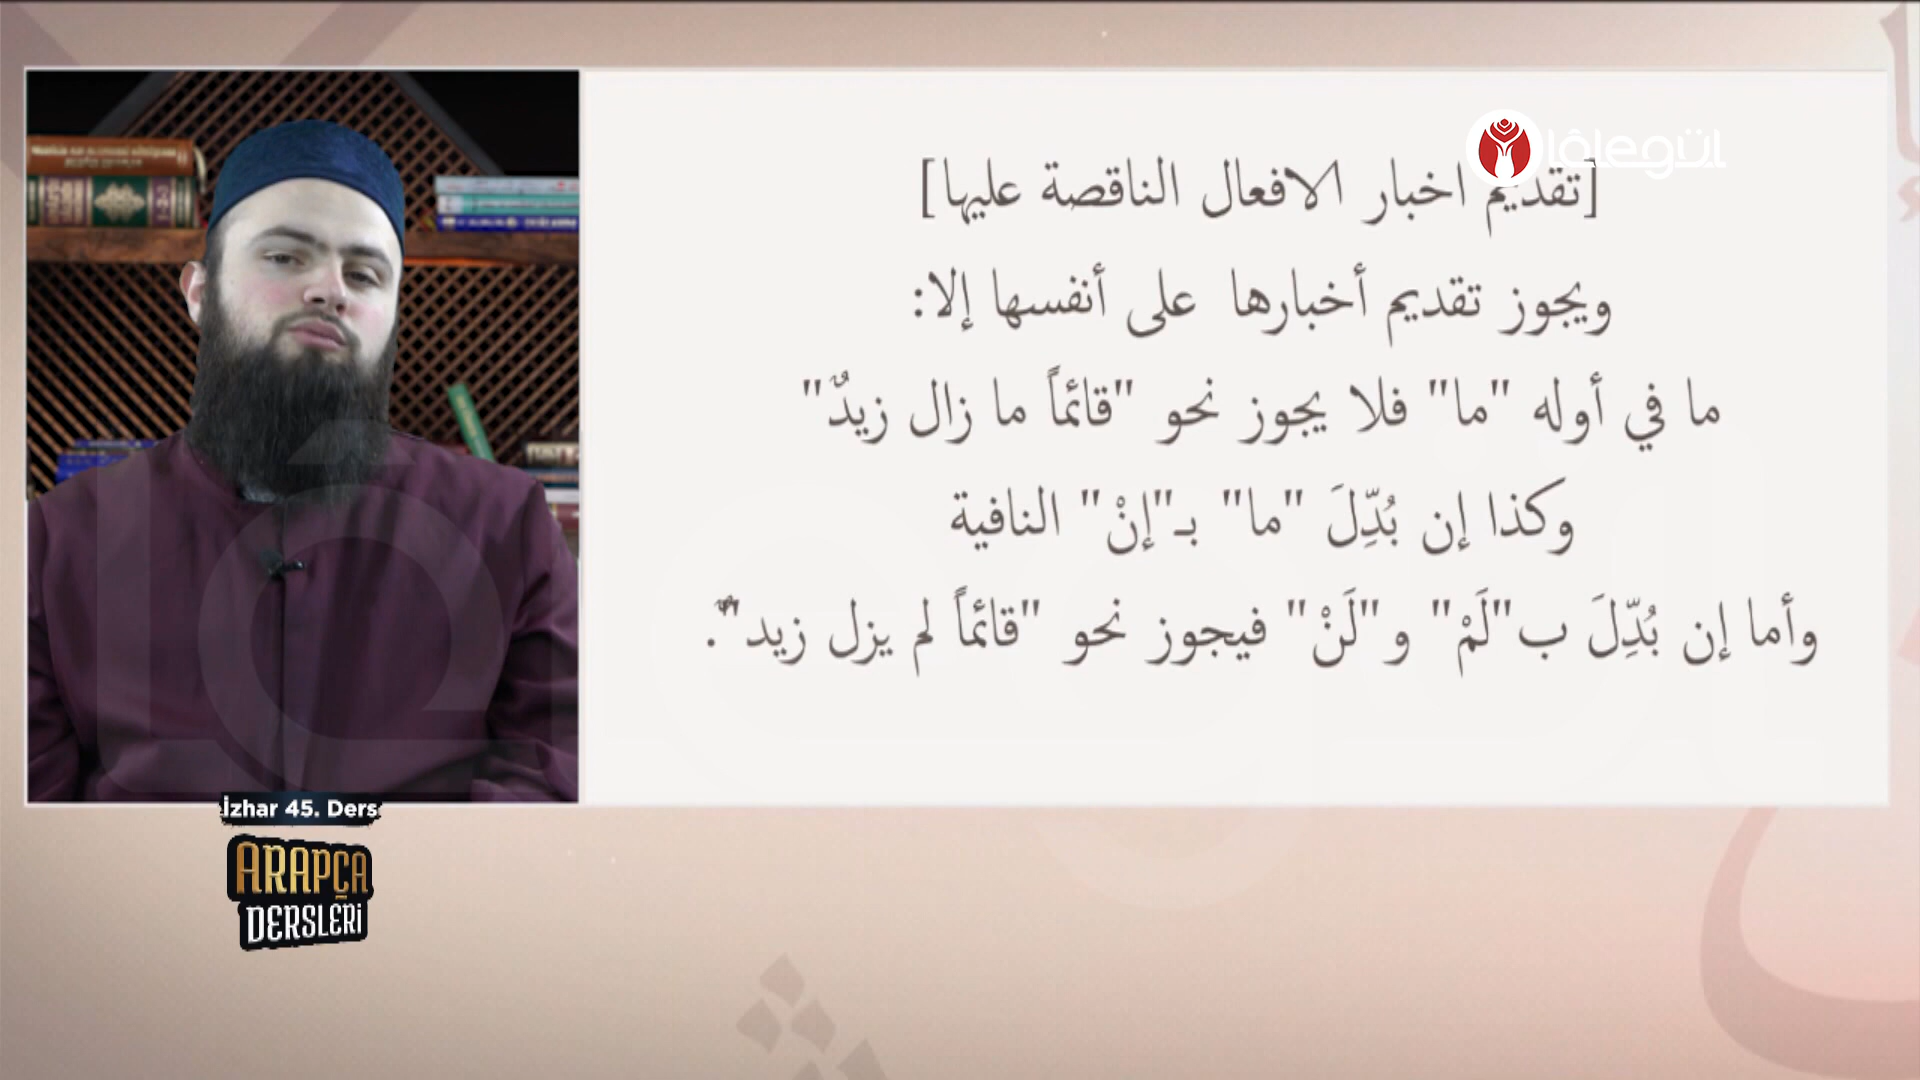 lâlegül
[تقديم اخبار الافعال الناقصة عليها]
ويجوز تقديم أخبارها على أنفسها إلا:
ما في أوله "ما" فلا يجوز نحو "قائماً ما زال زيدٌ"
وكذا إن بُدِّلَ "ما" بـ"إنْ" النافية
وأما إن بُدِّلَ ب"لَمْ" و"لَنْ" فيجوز نحو "قائماً لم يزل زيد"ٌ.
İzhar 45. Ders
ARAPÇA
DERSLERİ